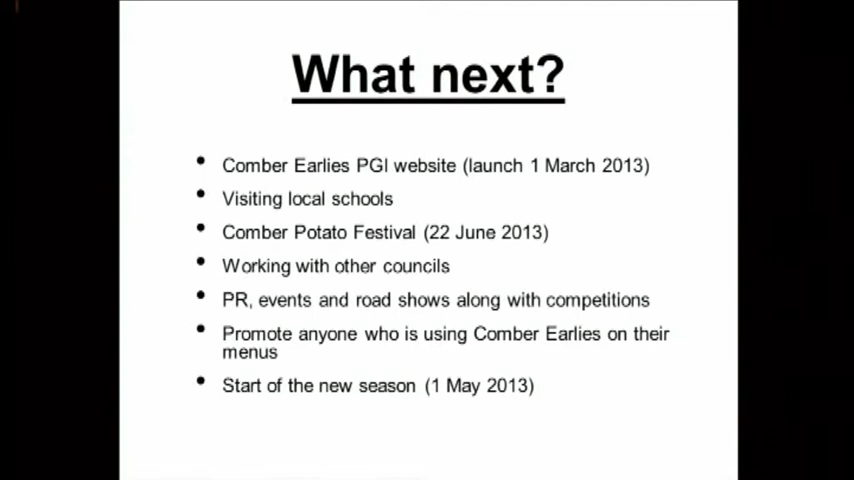 What next?
• Comber Earlies PGI website (launch 1 March 2013)
• Visiting local schools
• Comber Potato Festival (22 June 2013)
• Working with other councils
• PR, events and road shows along with competitions
• Promote anyone who is using Comber Earlies on their
menus
• Start of the new season (1 May 2013)